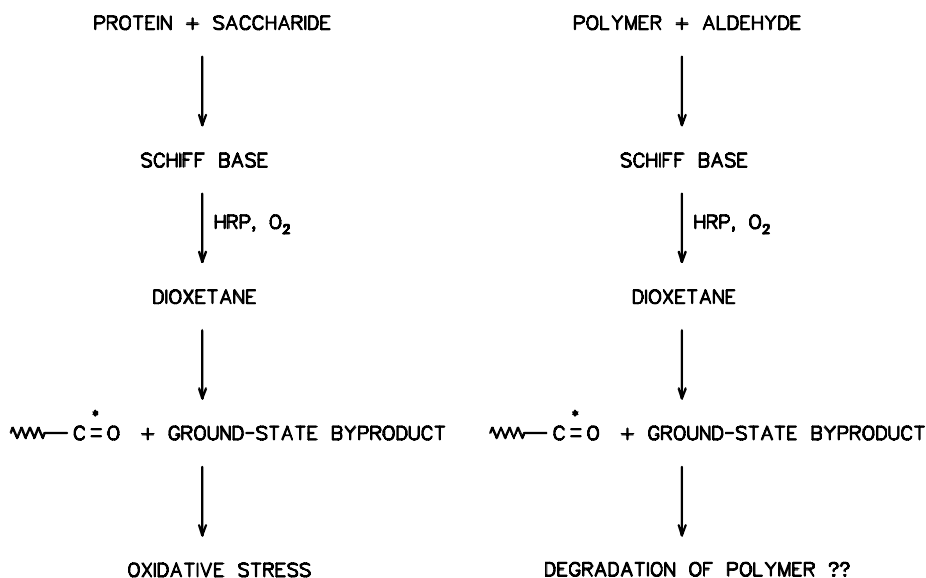 PROTEIN + SACCHARIDE
POLYMER + ALDEHYDE
SCHIFF BASE
SCHIFF BASE
HRP, O₂
HRP, O₂
DIOXETANE
DIOXETANE
C=O* + GROUND-STATE BYPRODUCT
C=O* + GROUND-STATE BYPRODUCT
OXIDATIVE STRESS
DEGRADATION OF POLYMER ??